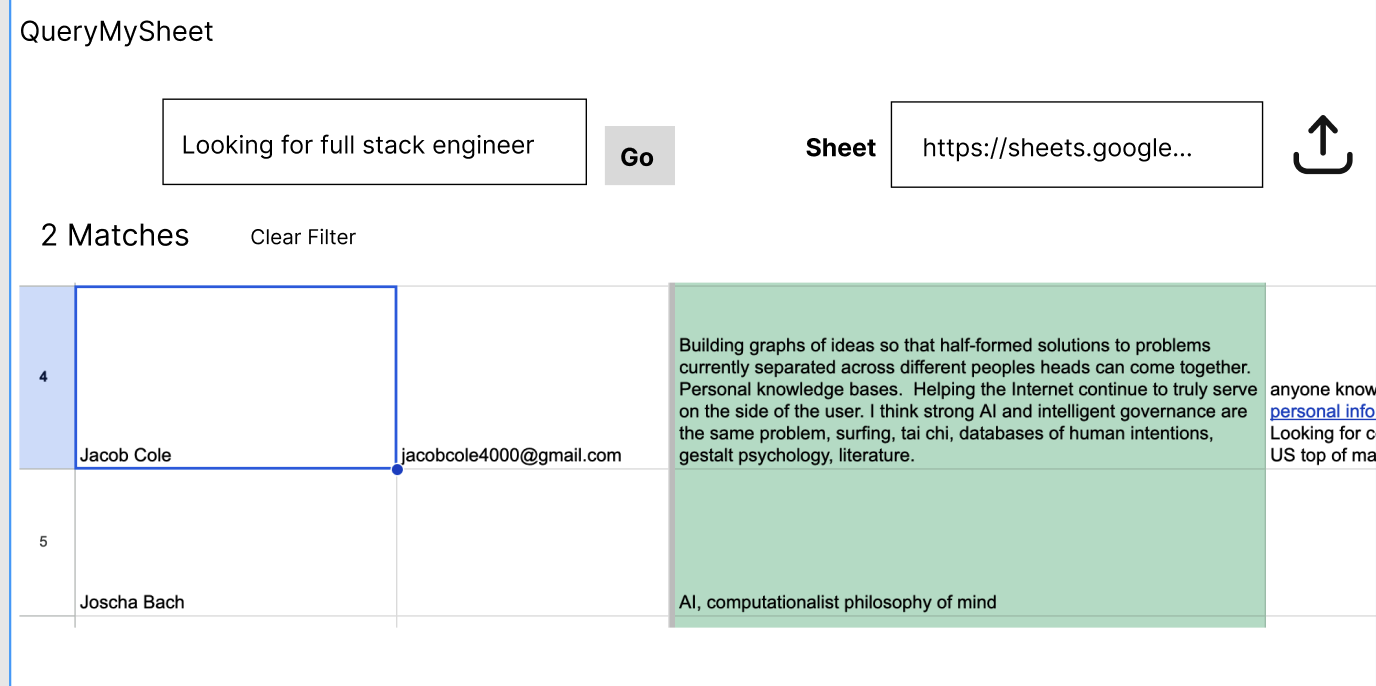 QueryMySheet
Looking for full stack engineer
Go
Sheet
https://sheets.google...
2 Matches
Clear Filter
4
Jacob Cole
jacobcole4000@gmail.com
Building graphs of ideas so that half-formed solutions to problems
currently separated across different peoples heads can come together.
Personal knowledge bases.  Helping the Internet continue to truly serve
on the side of the user. I think strong AI and intelligent governance are
the same problem, surfing, tai chi, databases of human intentions,
gestalt psychology, literature.
anyone know
personal info
Looking for c
US top of ma
5
Joscha Bach
AI, computationalist philosophy of mind